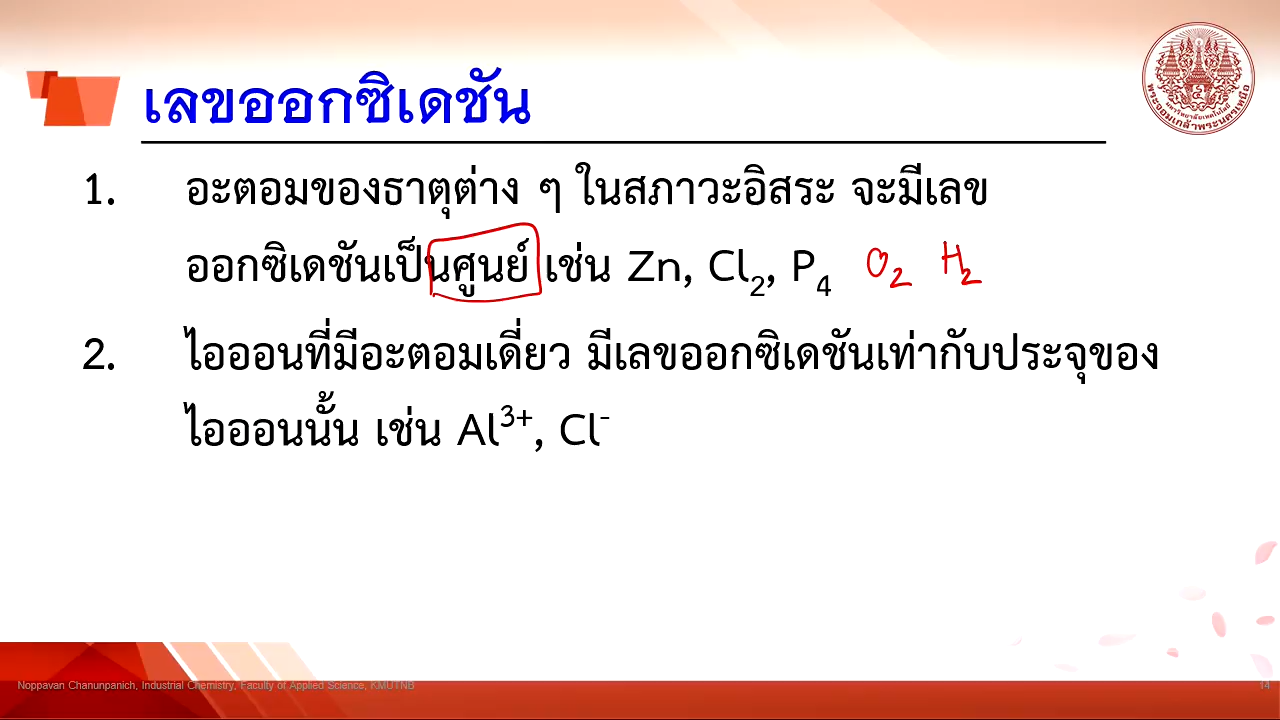 เลขออกซิเดชัน
1. อะตอมของธาตุต่าง ๆ ในสภาวะอิสระ จะมีเลข
ออกซิเดชันเป็นศูนย์ เช่น Zn, Cl₂, P₄ O₂ H₂
2. ไอออนที่มีอะตอมเดี่ยว มีเลขออกซิเดชันเท่ากับประจุของ
ไอออนนั้น เช่น Al³⁺, Cl⁻
Noppavan Chanunpanich, Industrial Chemistry, Faculty of Applied Science, KMUTNB
14